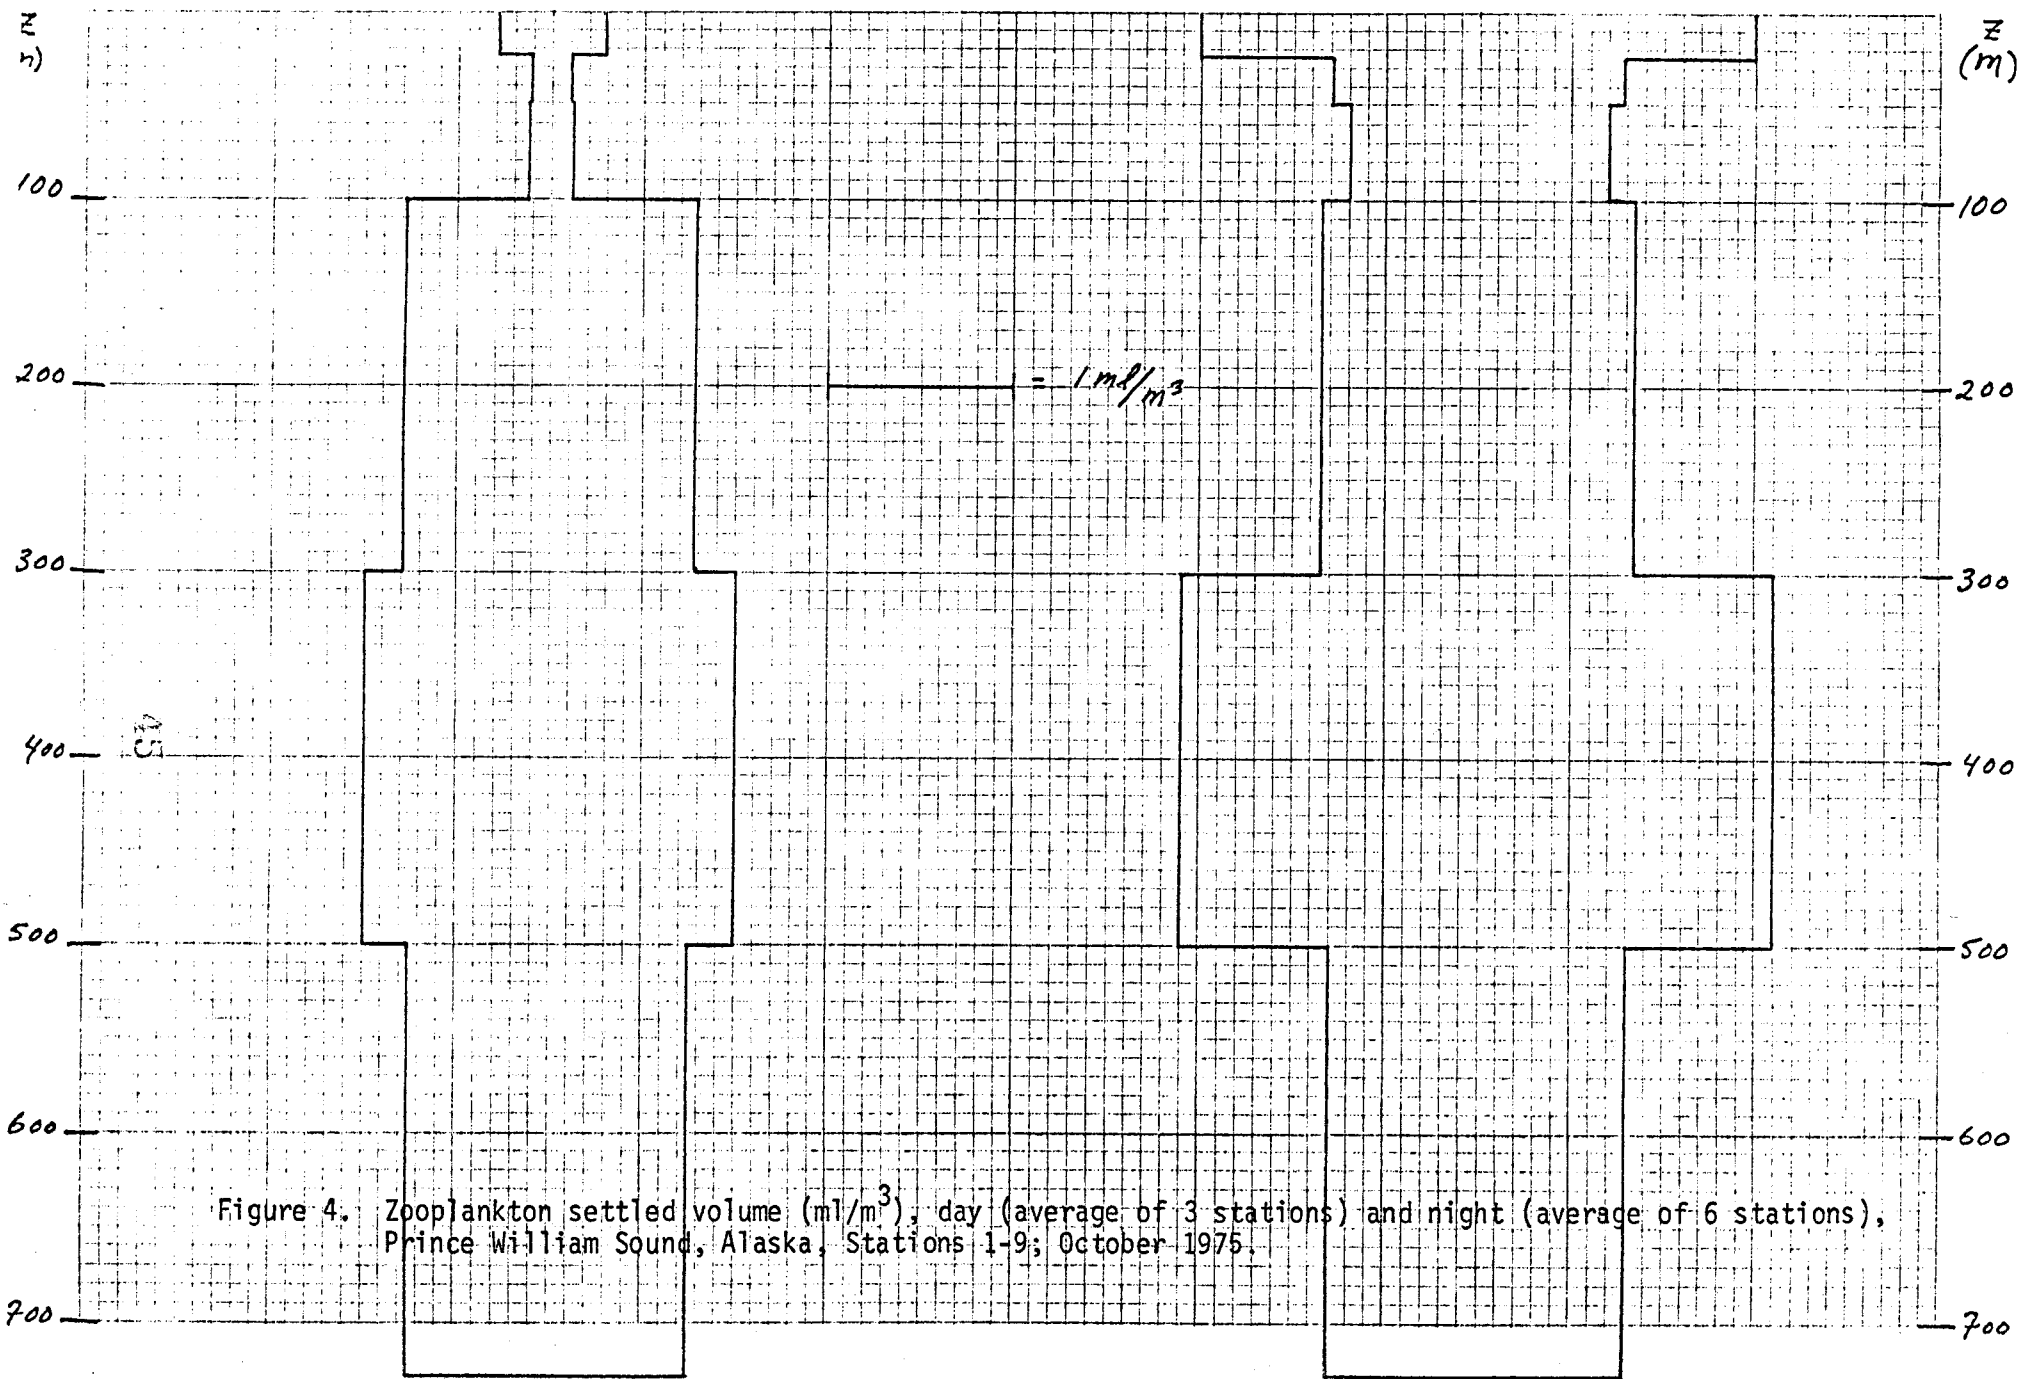 Z
Z
(m)
100
100
200
= 1 ml/m³
200
300
300
400
45
400
500
500
600
600
Figure 4. Zooplankton settled volume (ml/m³), day (average of 3 stations) and night (average of 6 stations),
Prince William Sound, Alaska, Stations 1-9; October 1975.
700
700